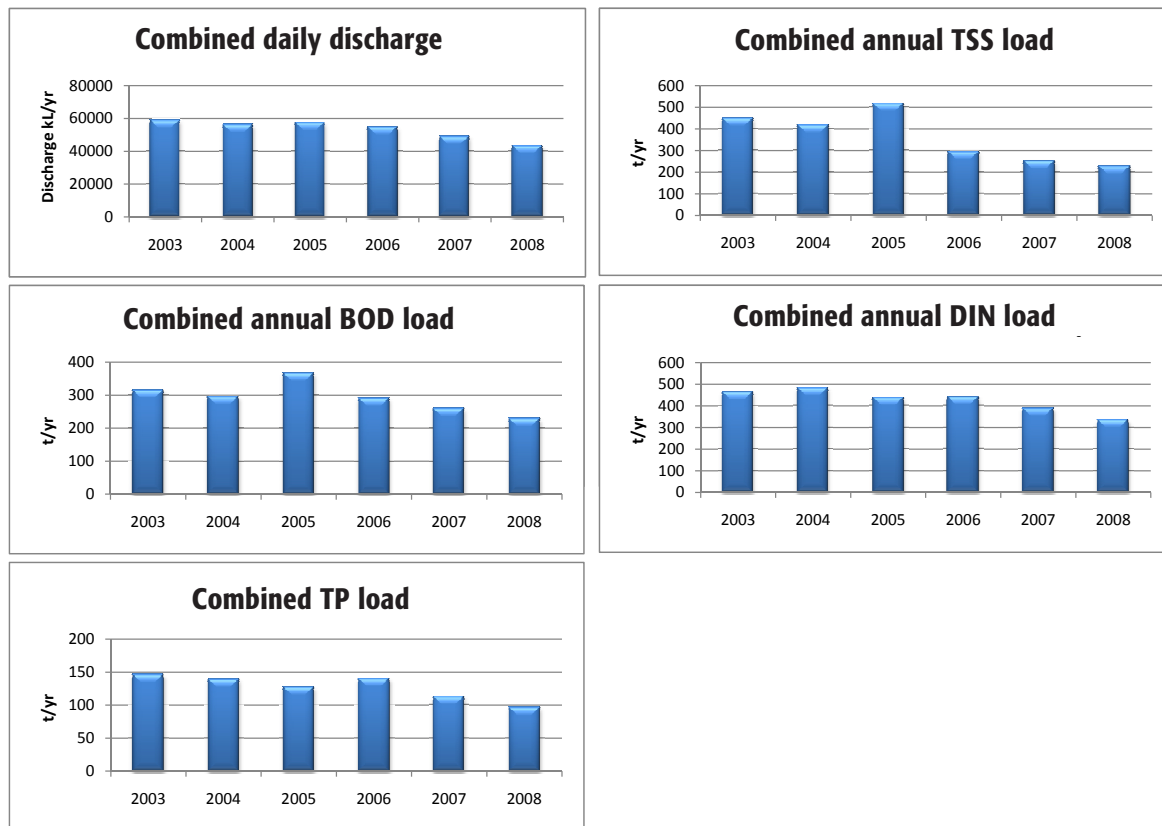 Combined daily discharge
Discharge kL/yr
80000
60000
40000
20000
0
2003 2004 2005 2006 2007 2008
Combined annual TSS load
t/yr
600
500
400
300
200
100
0
2003 2004 2005 2006 2007 2008
Combined annual BOD load
t/yr
400
300
200
100
0
2003 2004 2005 2006 2007 2008
Combined annual DIN load
t/yr
600
500
400
300
200
100
0
2003 2004 2005 2006 2007 2008
Combined TP load
t/yr
200
150
100
50
0
2003 2004 2005 2006 2007 2008